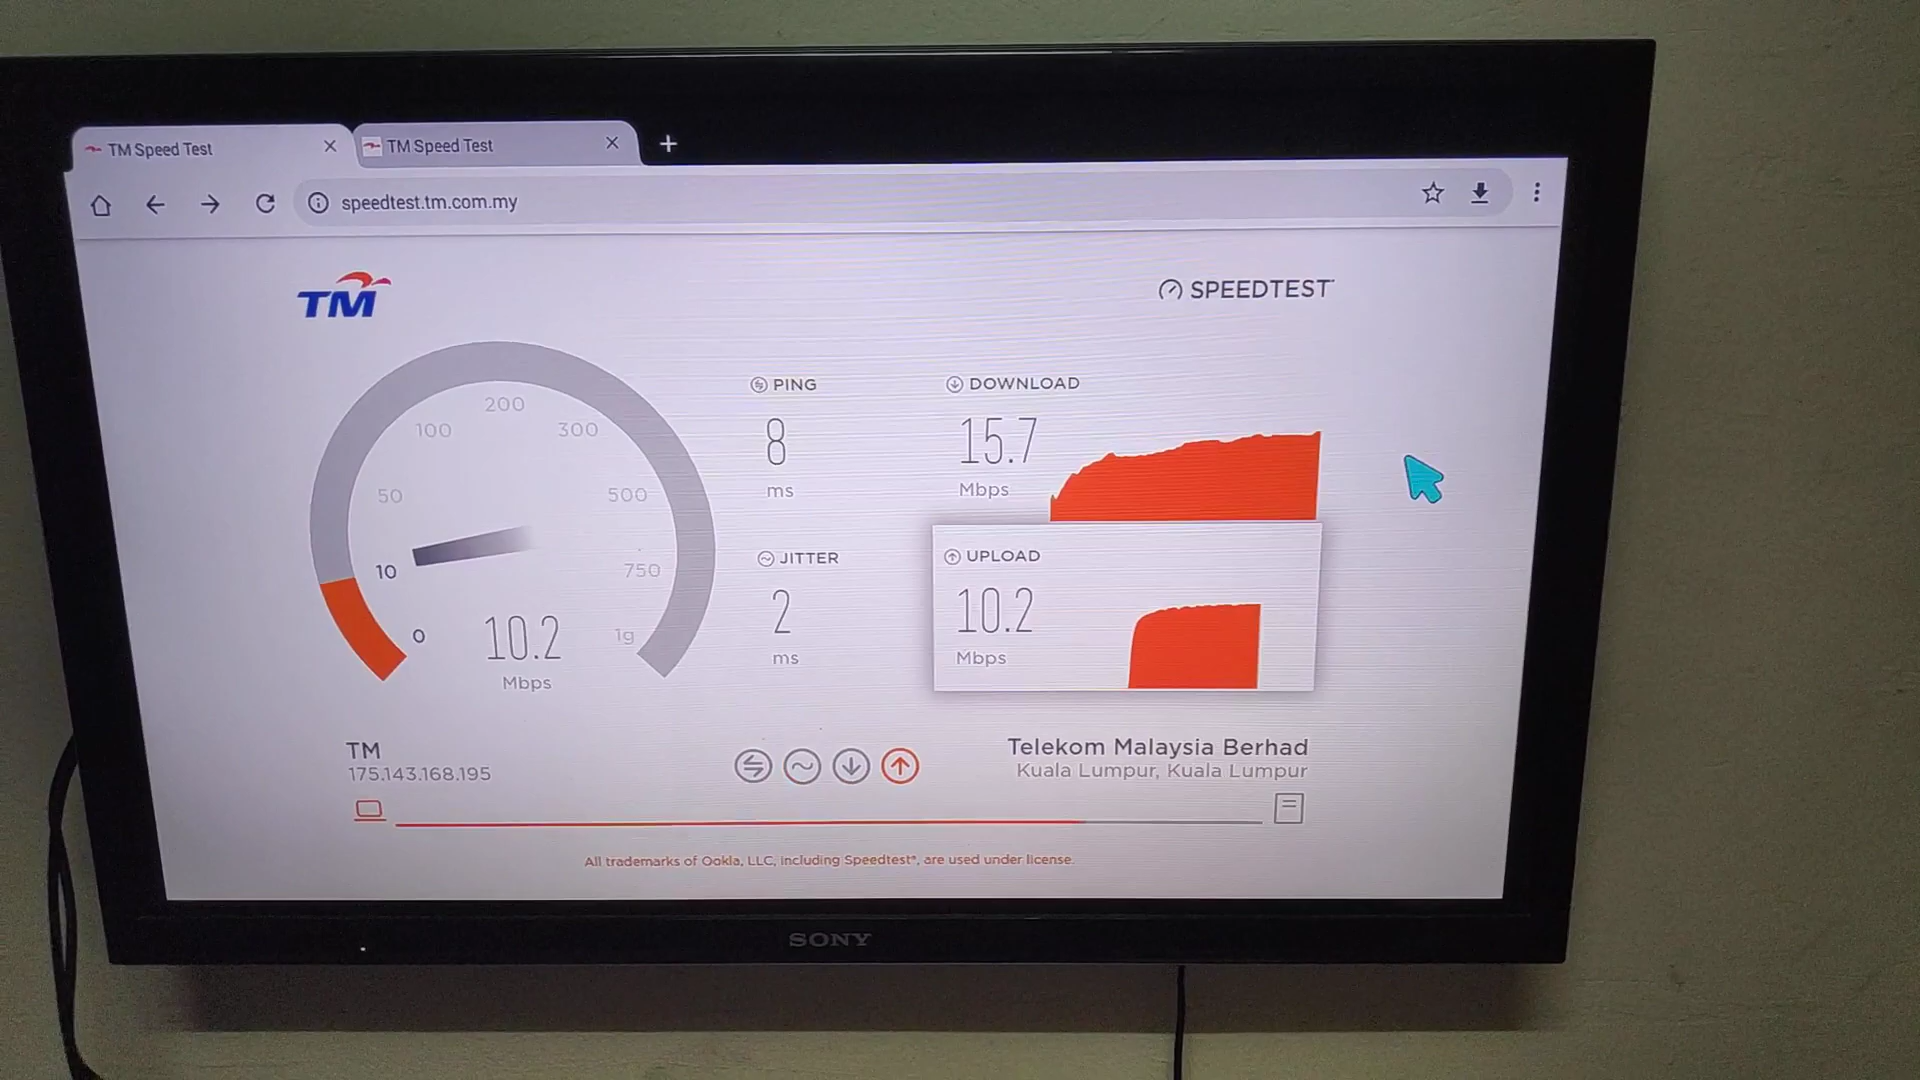 TM Speed Test
TM Speed Test
speedtest.tm.com.my
TM
SPEEDTEST
PING
8
ms
DOWNLOAD
15.7
Mbps
JITTER
2
ms
UPLOAD
10.2
Mbps
0
10
50
100
200
300
500
750
1g
10.2
Mbps
TM
175.143.168.195
Telekom Malaysia Berhad
Kuala Lumpur, Kuala Lumpur
All trademarks of Ookla, LLC, including Speedtest®, are used under license.
SONY